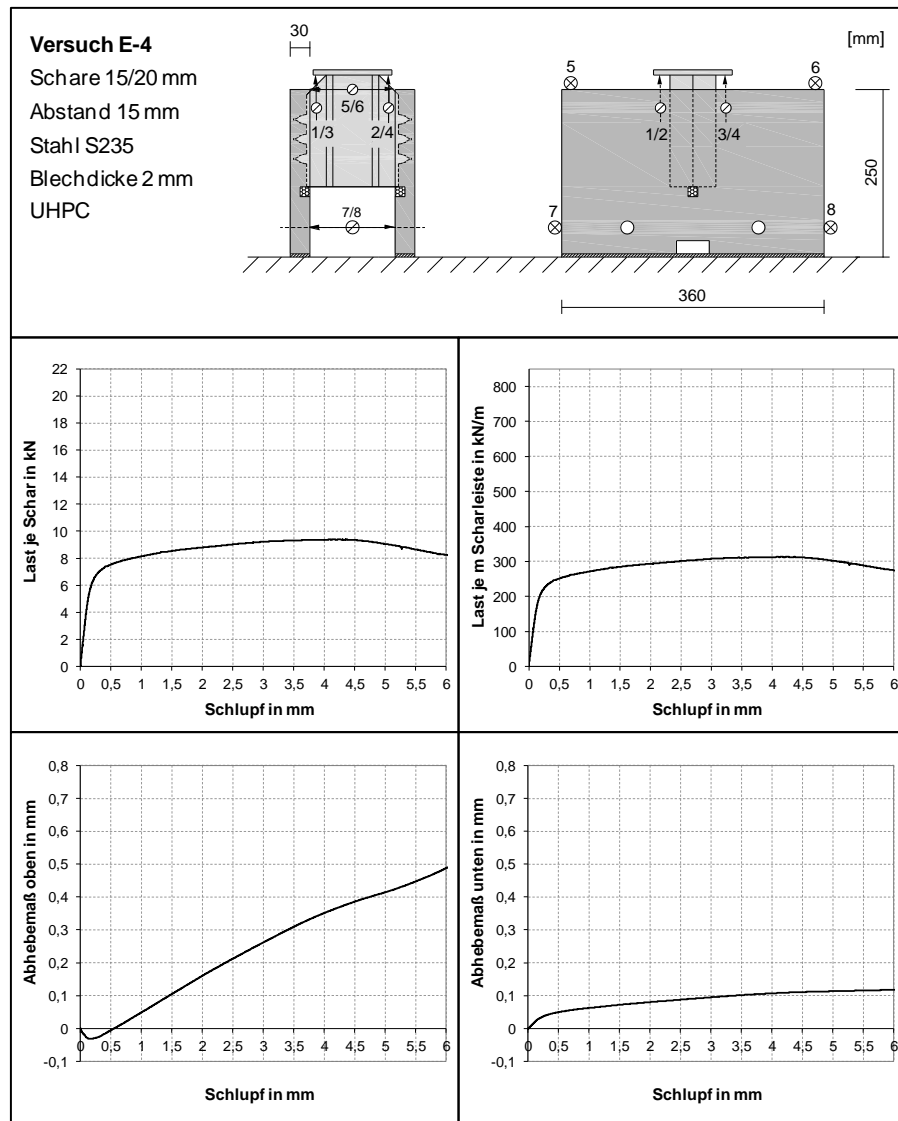 Versuch E-4
Schare 15/20 mm
Abstand 15 mm
Stahl S235
Blechdicke 2 mm
UHPC
30
[mm]
5/6
1/3
2/4
7/8
5
6
1/2
3/4
7
8
250
360
Last je Schar in kN
22
20
18
16
14
12
10
8
6
4
2
0
0 0,5 1 1,5 2 2,5 3 3,5 4 4,5 5 5,5 6
Schlupf in mm
Last je m Scharleiste in kN/m
800
700
600
500
400
300
200
100
0
0 0,5 1 1,5 2 2,5 3 3,5 4 4,5 5 5,5 6
Schlupf in mm
Abhebemaß oben in mm
0,8
0,7
0,6
0,5
0,4
0,3
0,2
0,1
0
-0,1
0 0,5 1 1,5 2 2,5 3 3,5 4 4,5 5 5,5 6
Schlupf in mm
Abhebemaß unten in mm
0,8
0,7
0,6
0,5
0,4
0,3
0,2
0,1
0
-0,1
0 0,5 1 1,5 2 2,5 3 3,5 4 4,5 5 5,5 6
Schlupf in mm